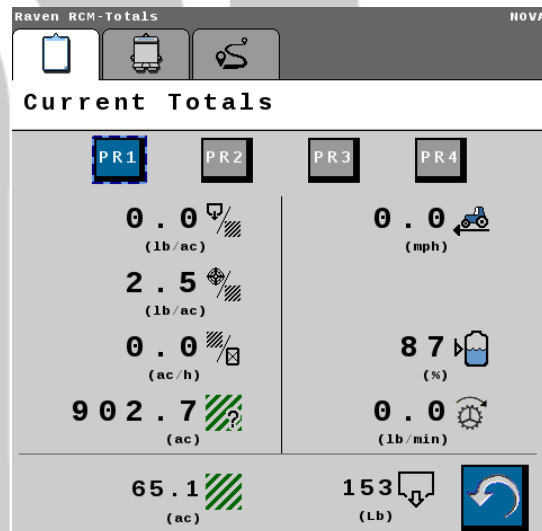 Raven RCM-Totals NOVA
Current Totals
PR1 PR2 PR3 PR4
0.0 0.0
(lb/ac) (mph)
2.5
(lb/ac)
0.0 87
(ac/h) (%)
902.7 ? 0.0
(ac) (lb/min)
65.1 153
(ac) (Lb)